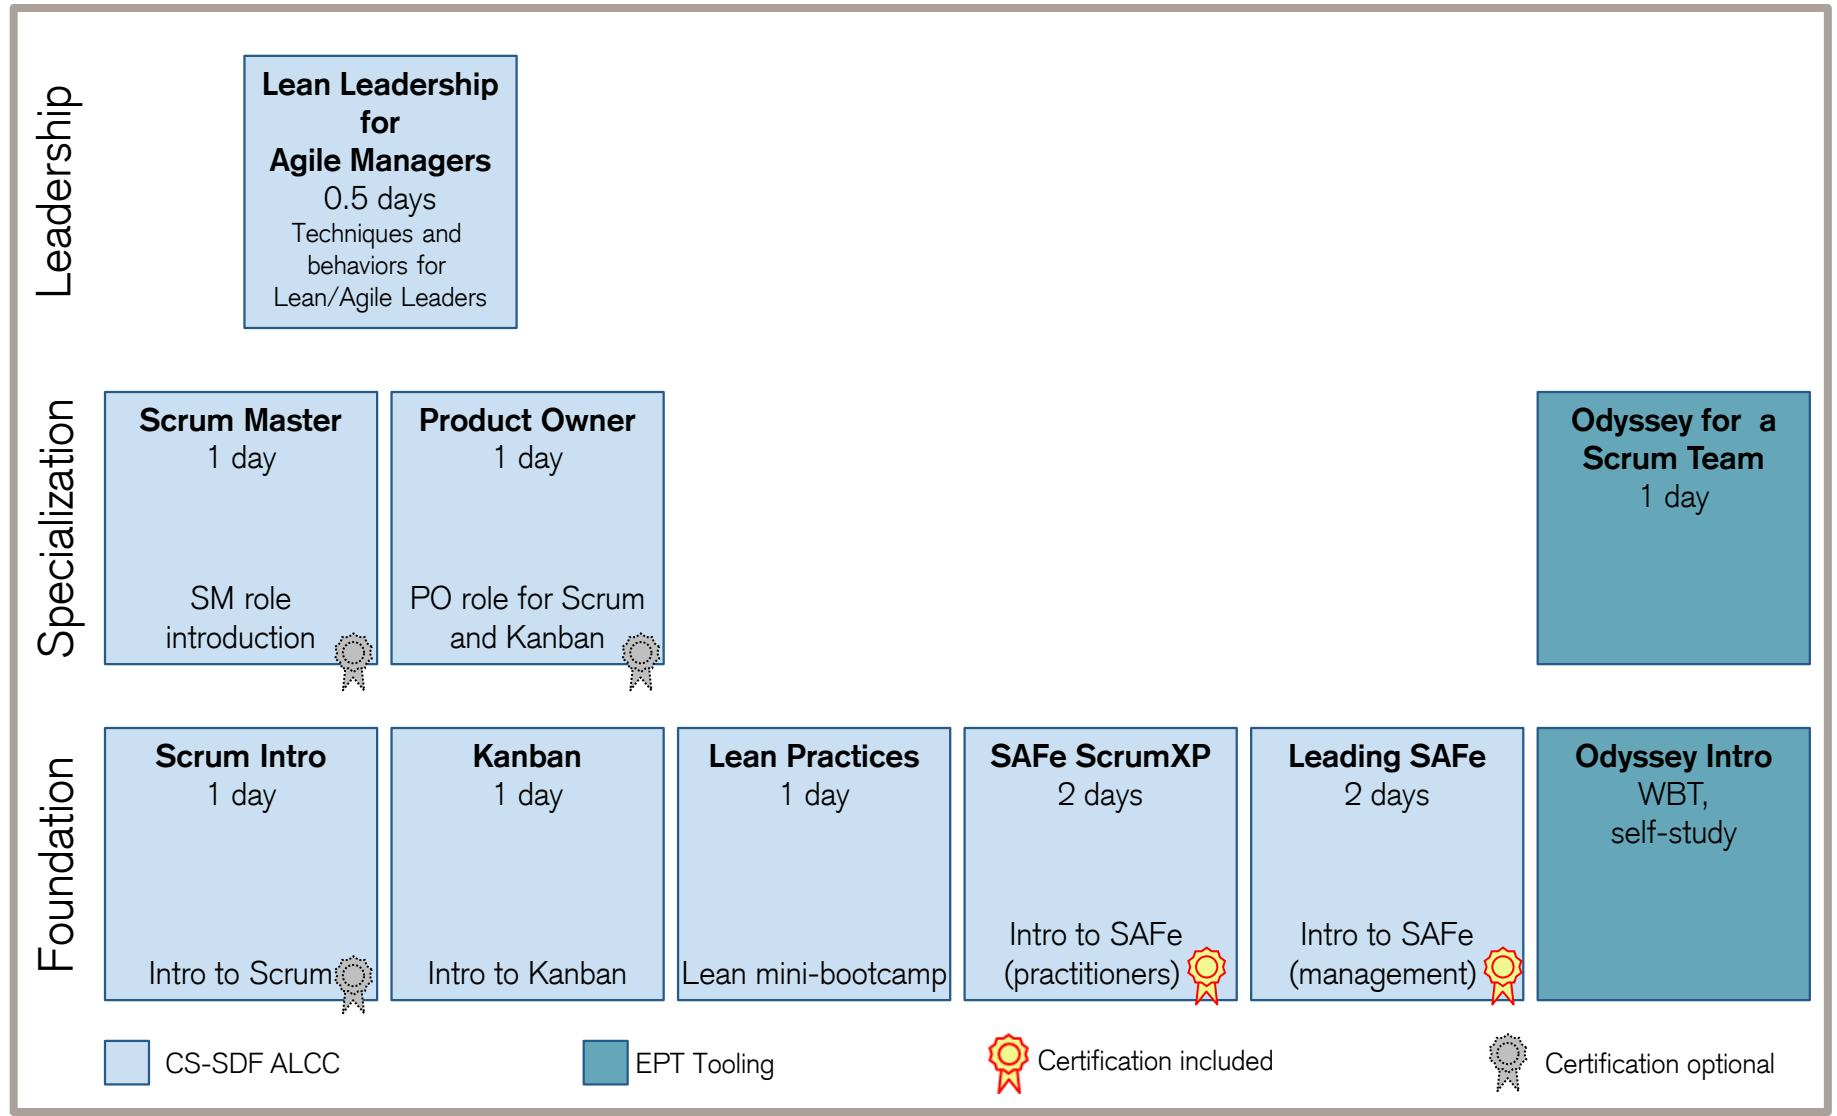 Leadership
Lean Leadership
for
Agile Managers
0.5 days
Techniques and
behaviors for
Lean/Agile Leaders
Specialization
Scrum Master
1 day
SM role
introduction
Product Owner
1 day
PO role for Scrum
and Kanban
Odyssey for a
Scrum Team
1 day
Foundation
Scrum Intro
1 day
Intro to Scrum
Kanban
1 day
Intro to Kanban
Lean Practices
1 day
Lean mini-bootcamp
SAFe ScrumXP
2 days
Intro to SAFe
(practitioners)
Leading SAFe
2 days
Intro to SAFe
(management)
Odyssey Intro
WBT,
self-study
CS-SDF ALCC
EPT Tooling
Certification included
Certification optional